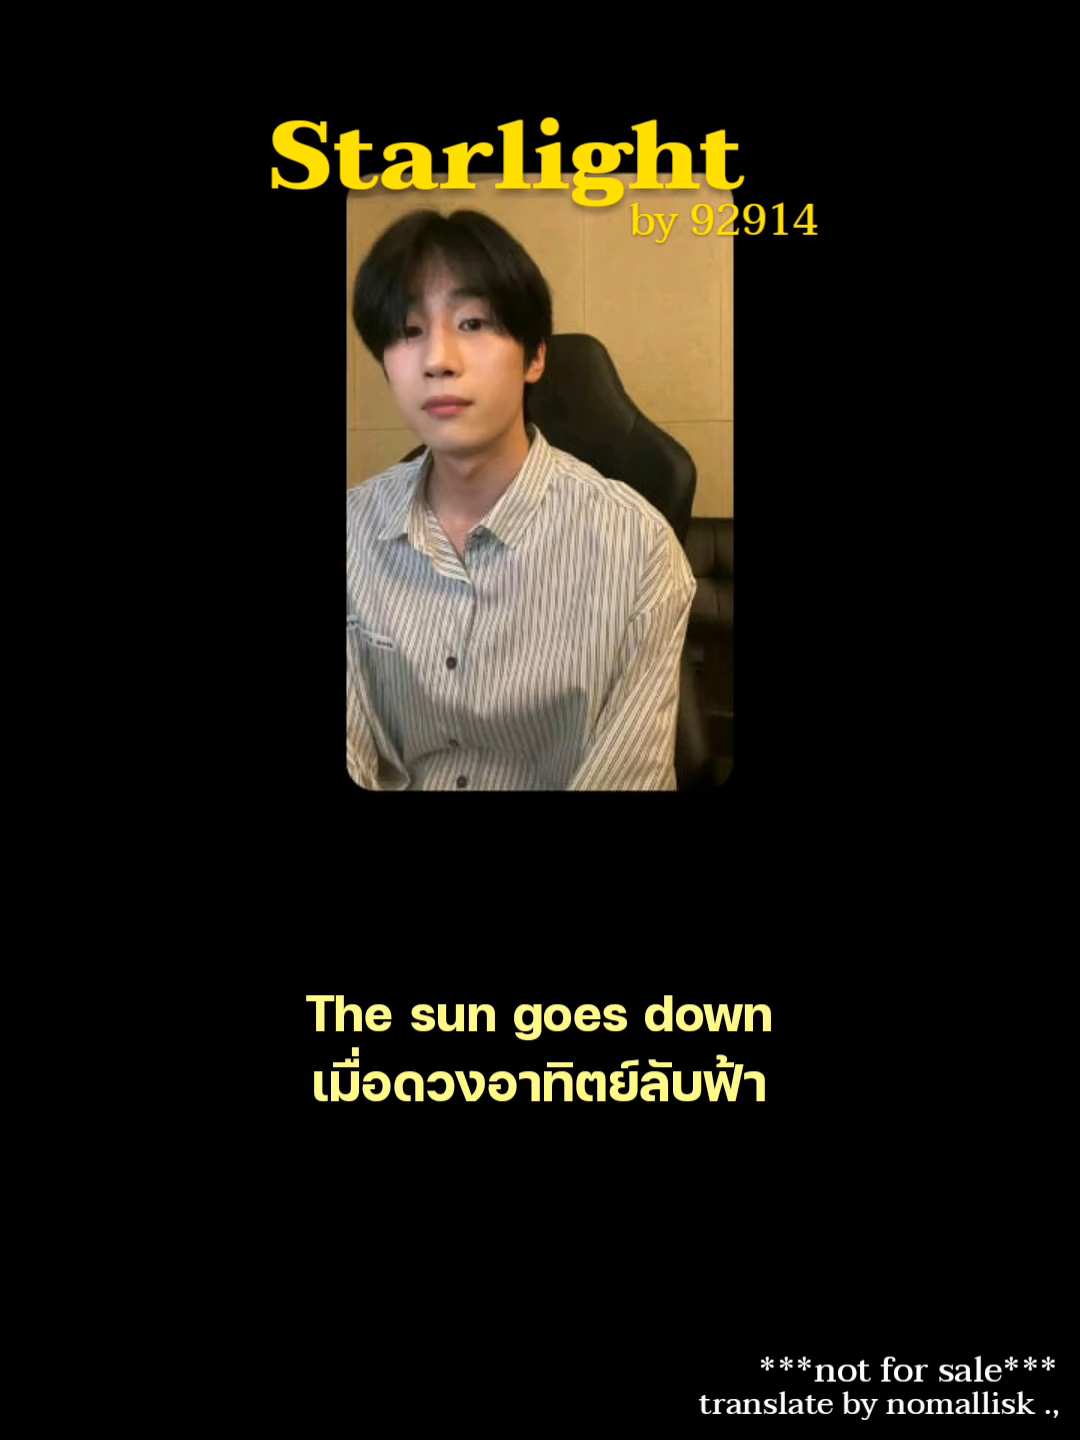 Starlight
by 92914
The sun goes down
เมื่อดวงอาทิตย์ลับฟ้า
***not for sale***
translate by nomallisk .,